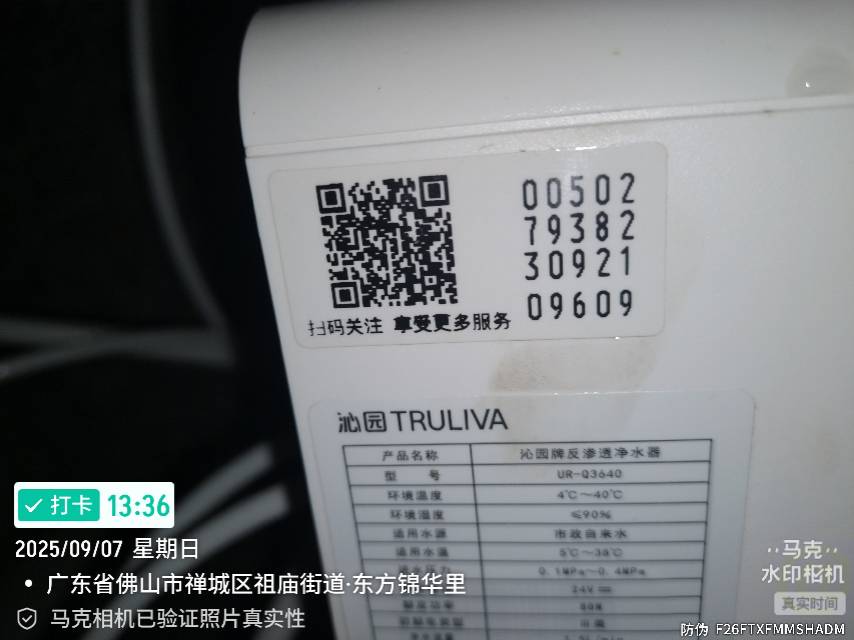 00502
79382
30921
09609
扫码关注 享受更多服务
沁园TRULIVA
产品名称 沁园牌反渗透净水器
型 号 UR-Q3640
环境温度 4℃~40℃
环境湿度 ≤90%
适用水源 市政自来水
适用水温 5℃~38℃
进水压力 0.1MPa~0.4MPa
24V
打卡 13:36
2025/09/07 星期日
广东省佛山市禅城区祖庙街道·东方锦华里
马克相机已验证照片真实性
马克
水印相机
真实时间
防伪 F26FTXFMMSHADM